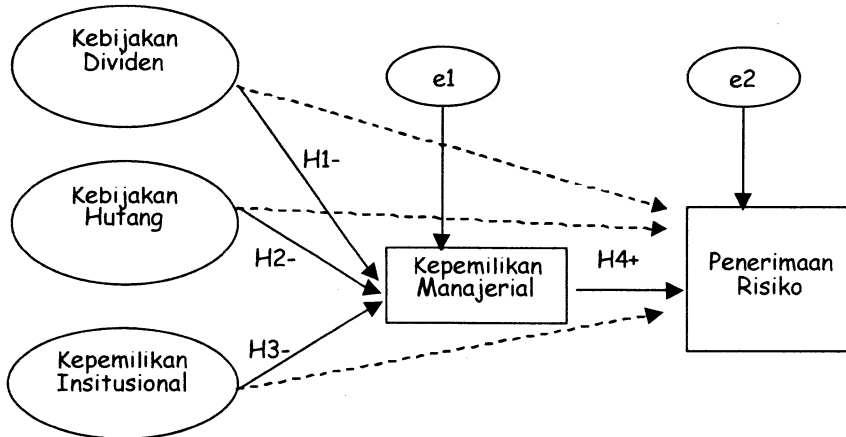 Kebijakan
Dividen
e1
e2
H1-
Kebijakan
Hutang
H2-
Kepemilikan
Manajerial
H4+
Penerimaan
Risiko
H3-
Kepemilikan
Insitusional